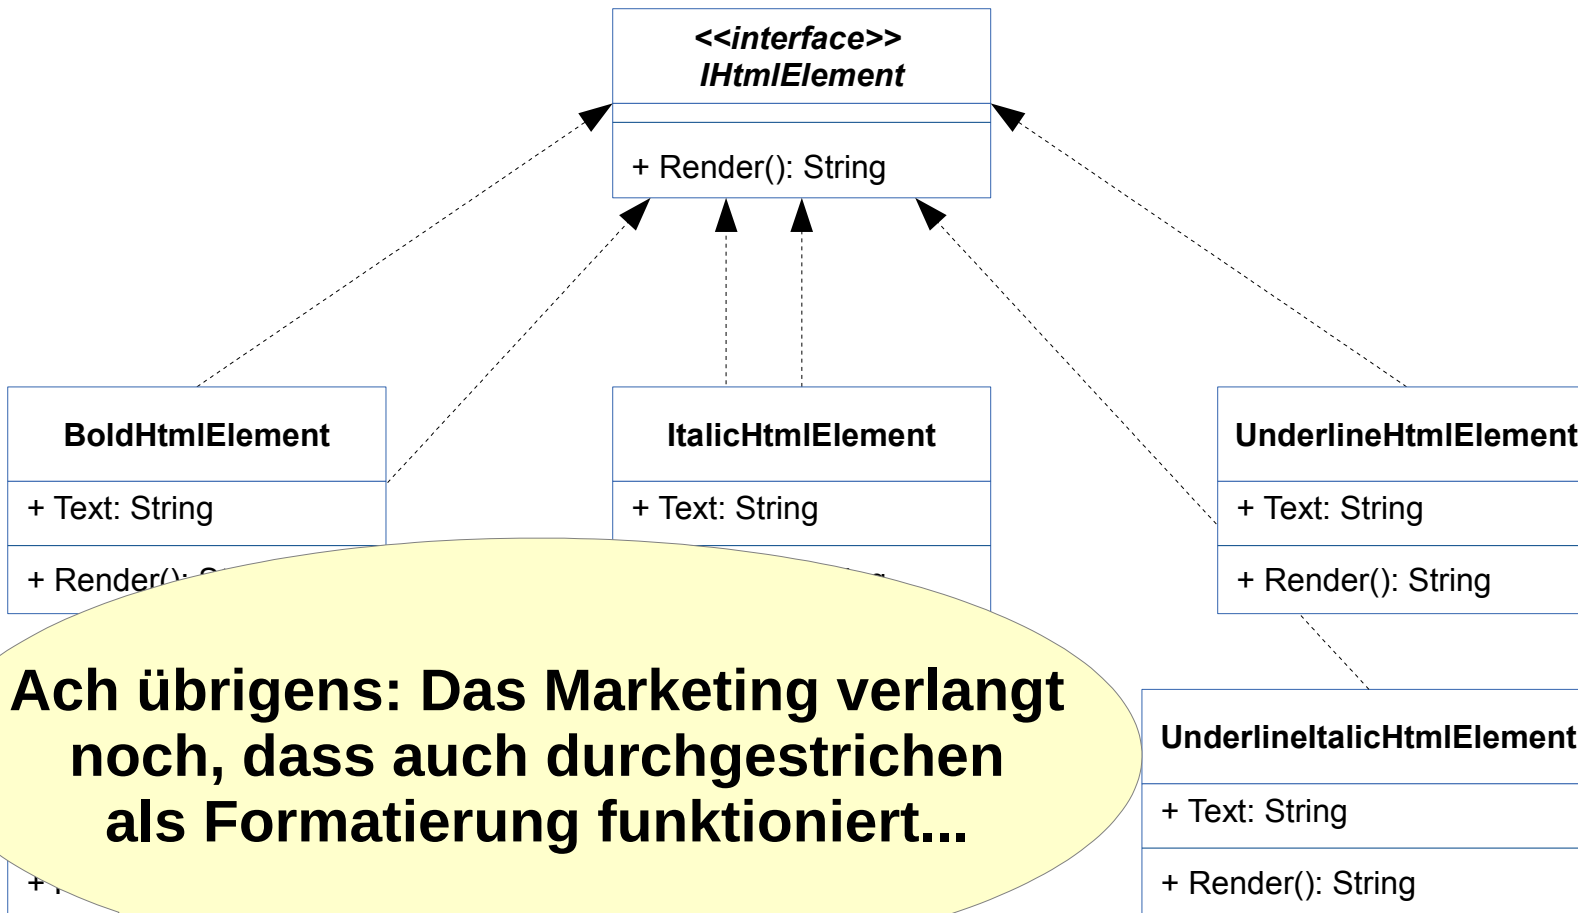 <<interface>>
IHtmlElement
+ Render(): String
BoldHtmlElement
+ Text: String
+ Render():
ItalicHtmlElement
+ Text: String
UnderlineHtmlElement
+ Text: String
+ Render(): String
Ach übrigens: Das Marketing verlangt
noch, dass auch durchgestrichen
als Formatierung funktioniert...
UnderlineItalicHtmlElement
+ Text: String
+ Render(): String